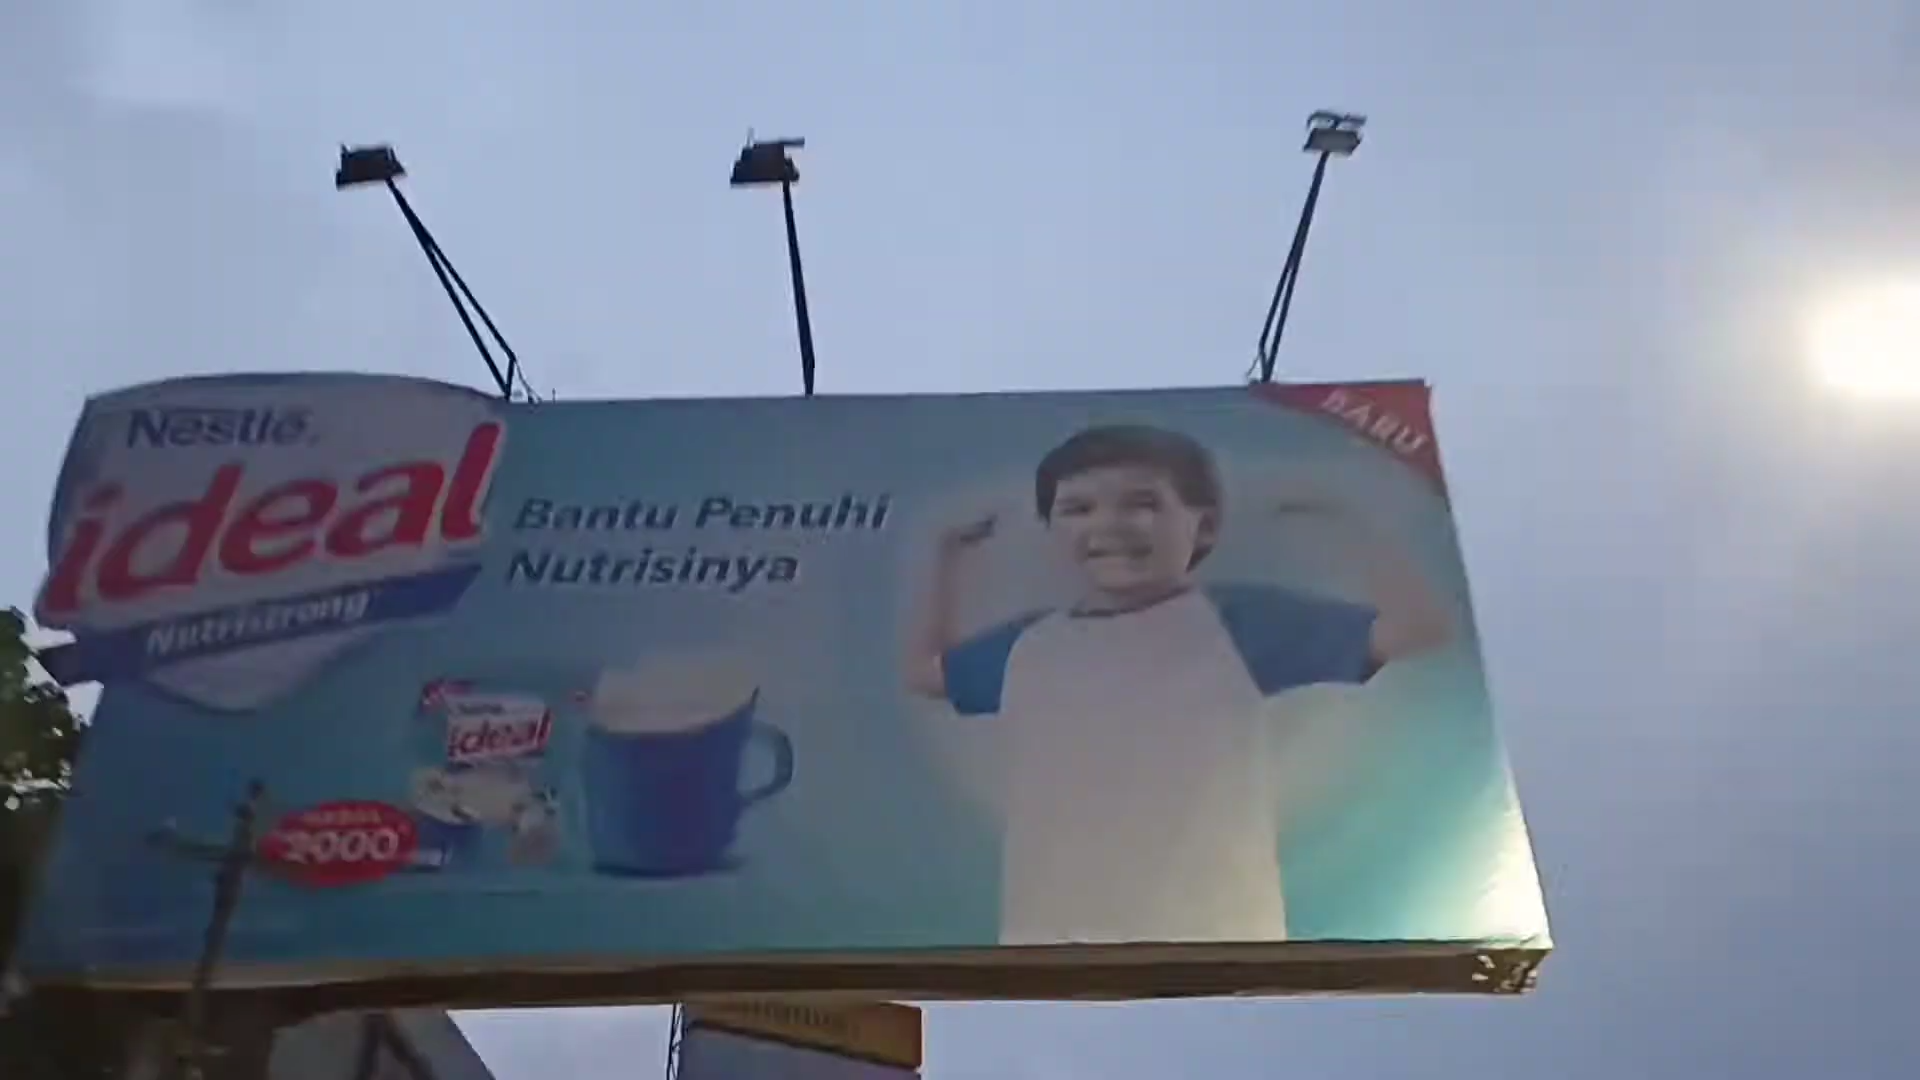 Nestlé.
ideal
Nutristrong
BARU
Bantu Penuhi
Nutrisinya
ideal
2000